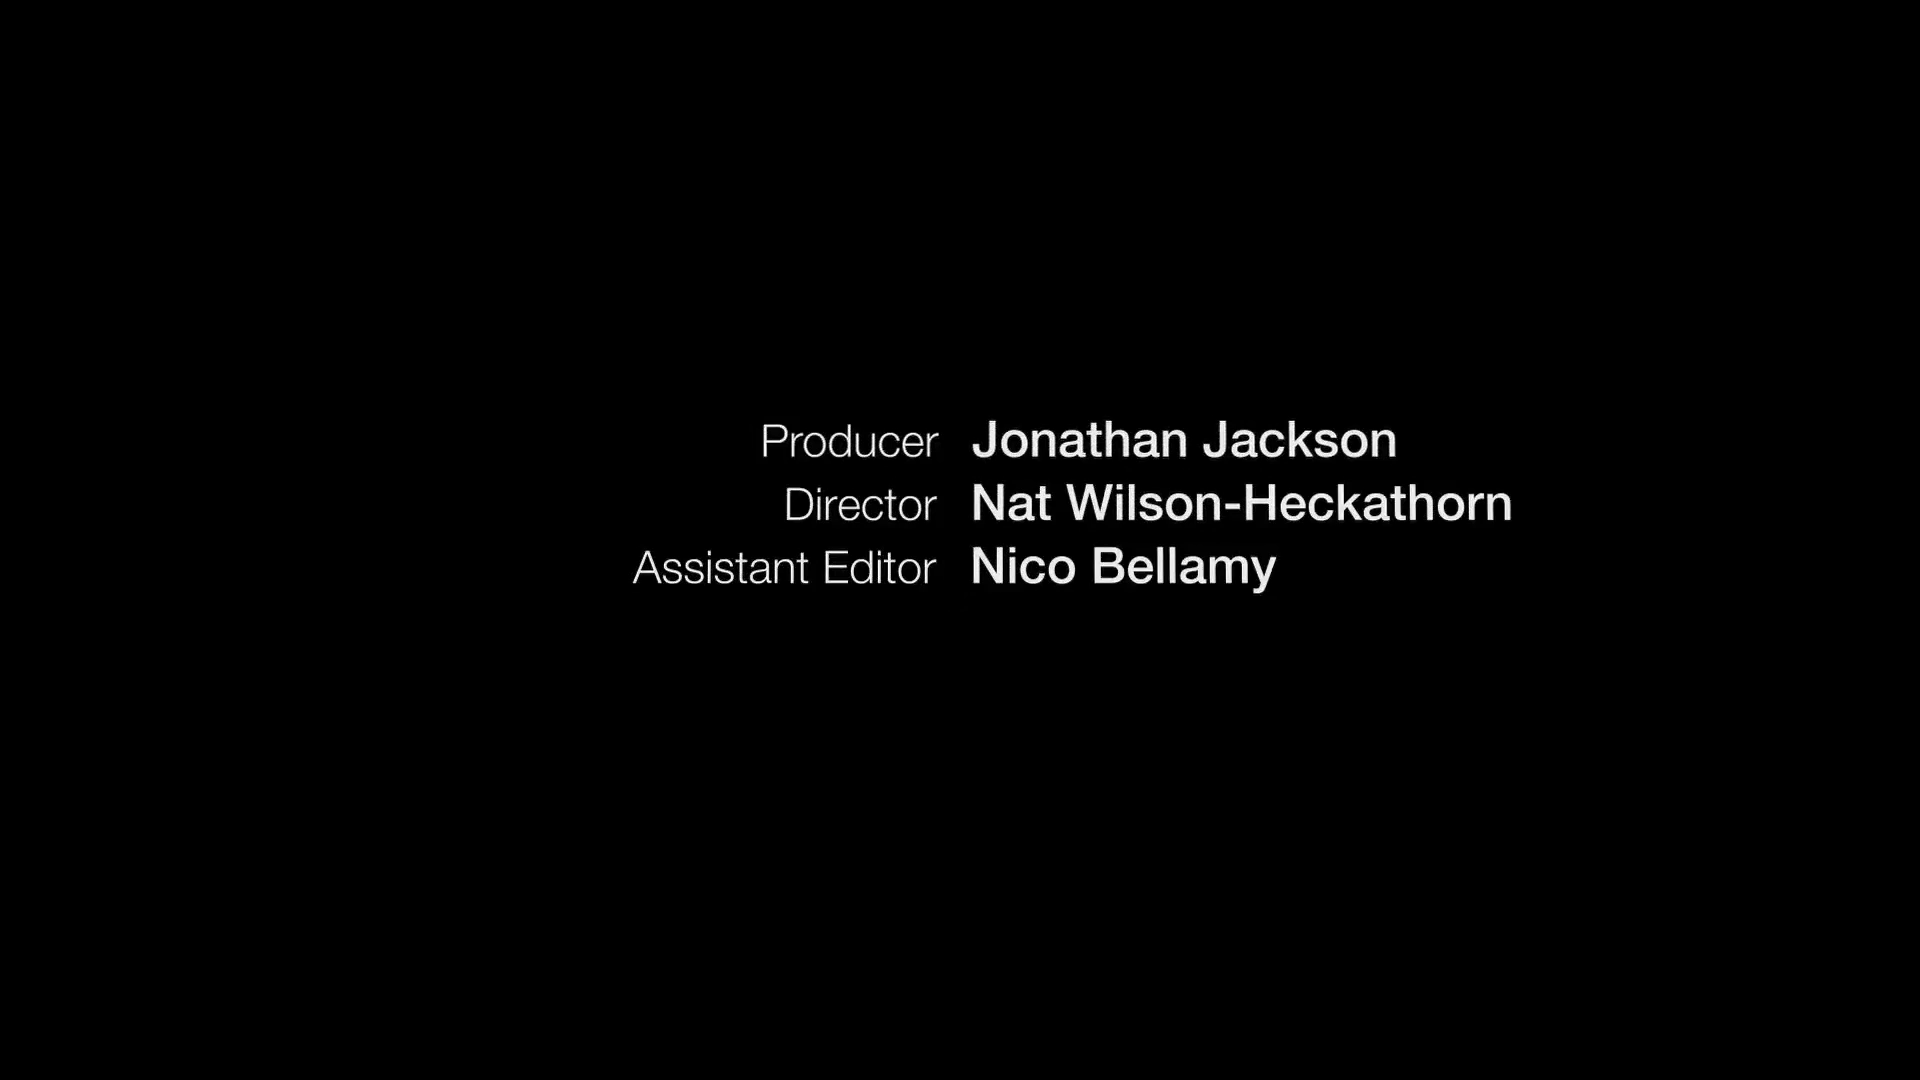 Producer Jonathan Jackson
Director Nat Wilson-Heckathorn
Assistant Editor Nico Bellamy